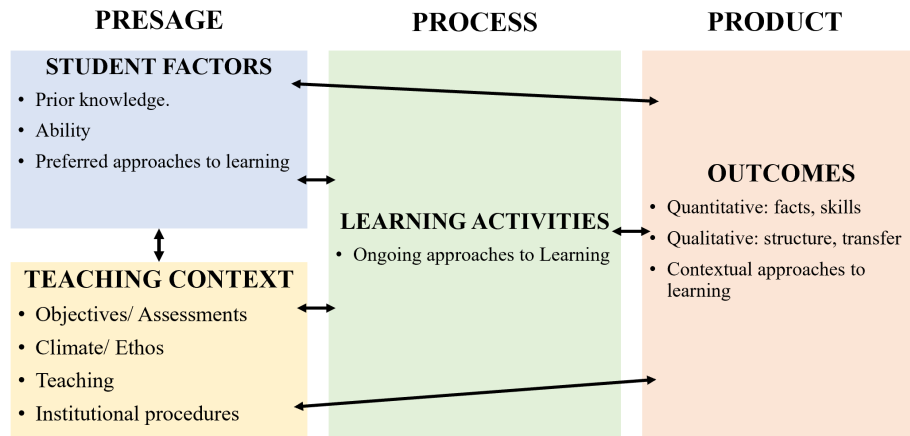 PRESAGE
PROCESS
PRODUCT
STUDENT FACTORS
• Prior knowledge.
• Ability
• Preferred approaches to learning
TEACHING CONTEXT
• Objectives/ Assessments
• Climate/ Ethos
• Teaching
• Institutional procedures
LEARNING ACTIVITIES
• Ongoing approaches to Learning
OUTCOMES
• Quantitative: facts, skills
• Qualitative: structure, transfer
• Contextual approaches to
learning